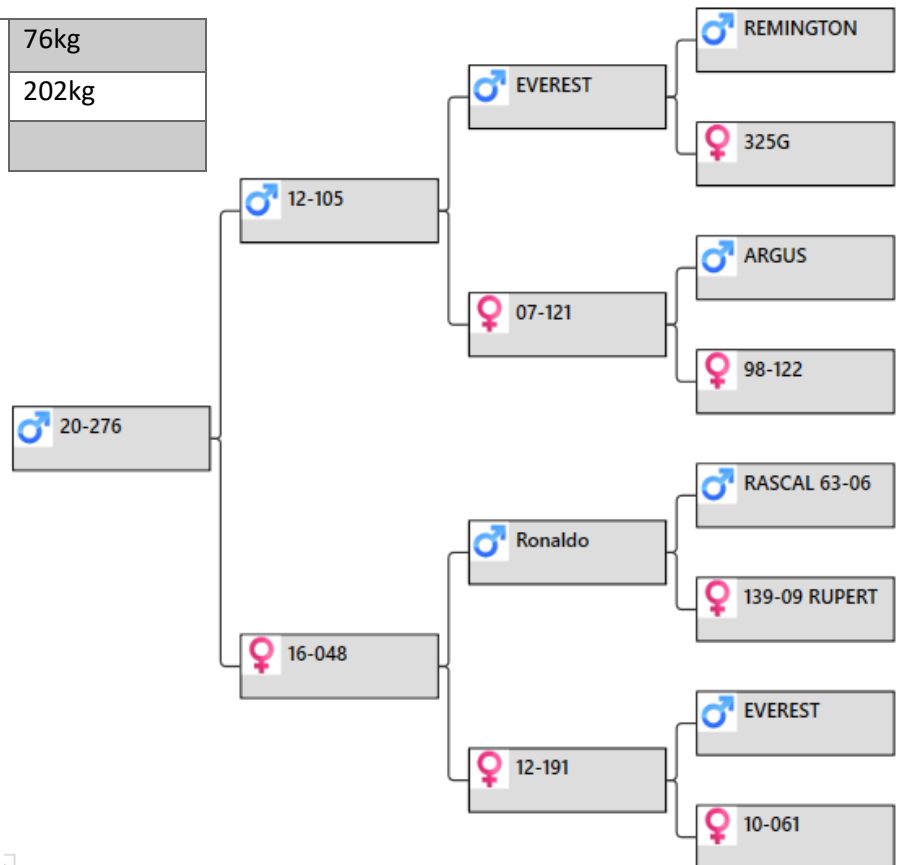 76kg
202kg
REMINGTON
EVEREST
325G
12-105
ARGUS
07-121
98-122
20-276
RASCAL 63-06
Ronaldo
139-09 RUPERT
16-048
EVEREST
12-191
10-061